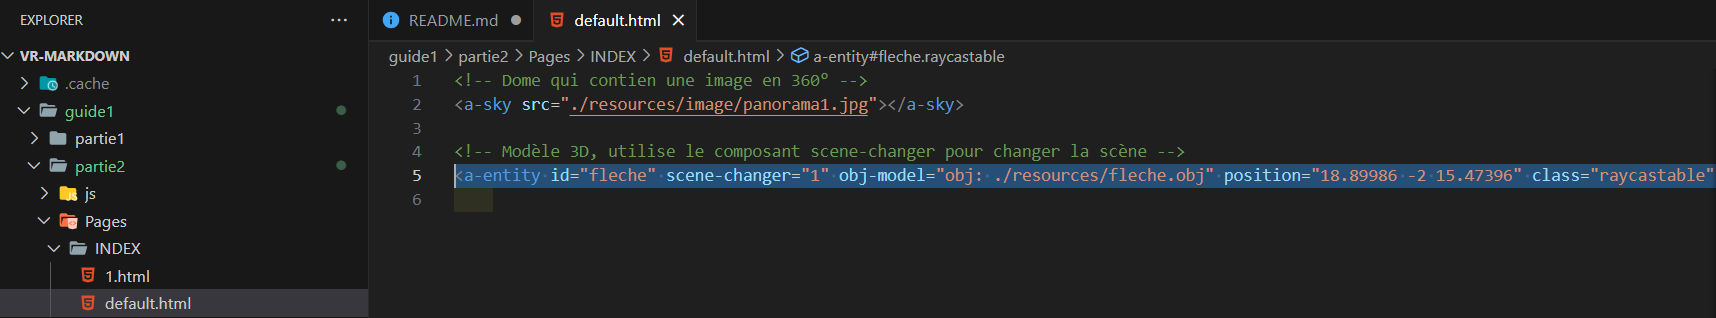 EXPLORER ...
VR-MARKDOWN
.cache
guide1
partie1
partie2
js
Pages
INDEX
1.html
default.html
README.md
default.html
guide1 > partie2 > Pages > INDEX > default.html > a-entity#fleche.raycastable
1 <!-- Dome qui contien une image en 360° -->
2 <a-sky src="./resources/image/panorama1.jpg"></a-sky>
3
4 <!-- Modèle 3D, utilise le composant scene-changer pour changer la scène -->
5 <a-entity id="fleche" scene-changer="1" obj-model="obj: ./resources/fleche.obj" position="18.89986 -2 15.47396" class="raycastable"
6